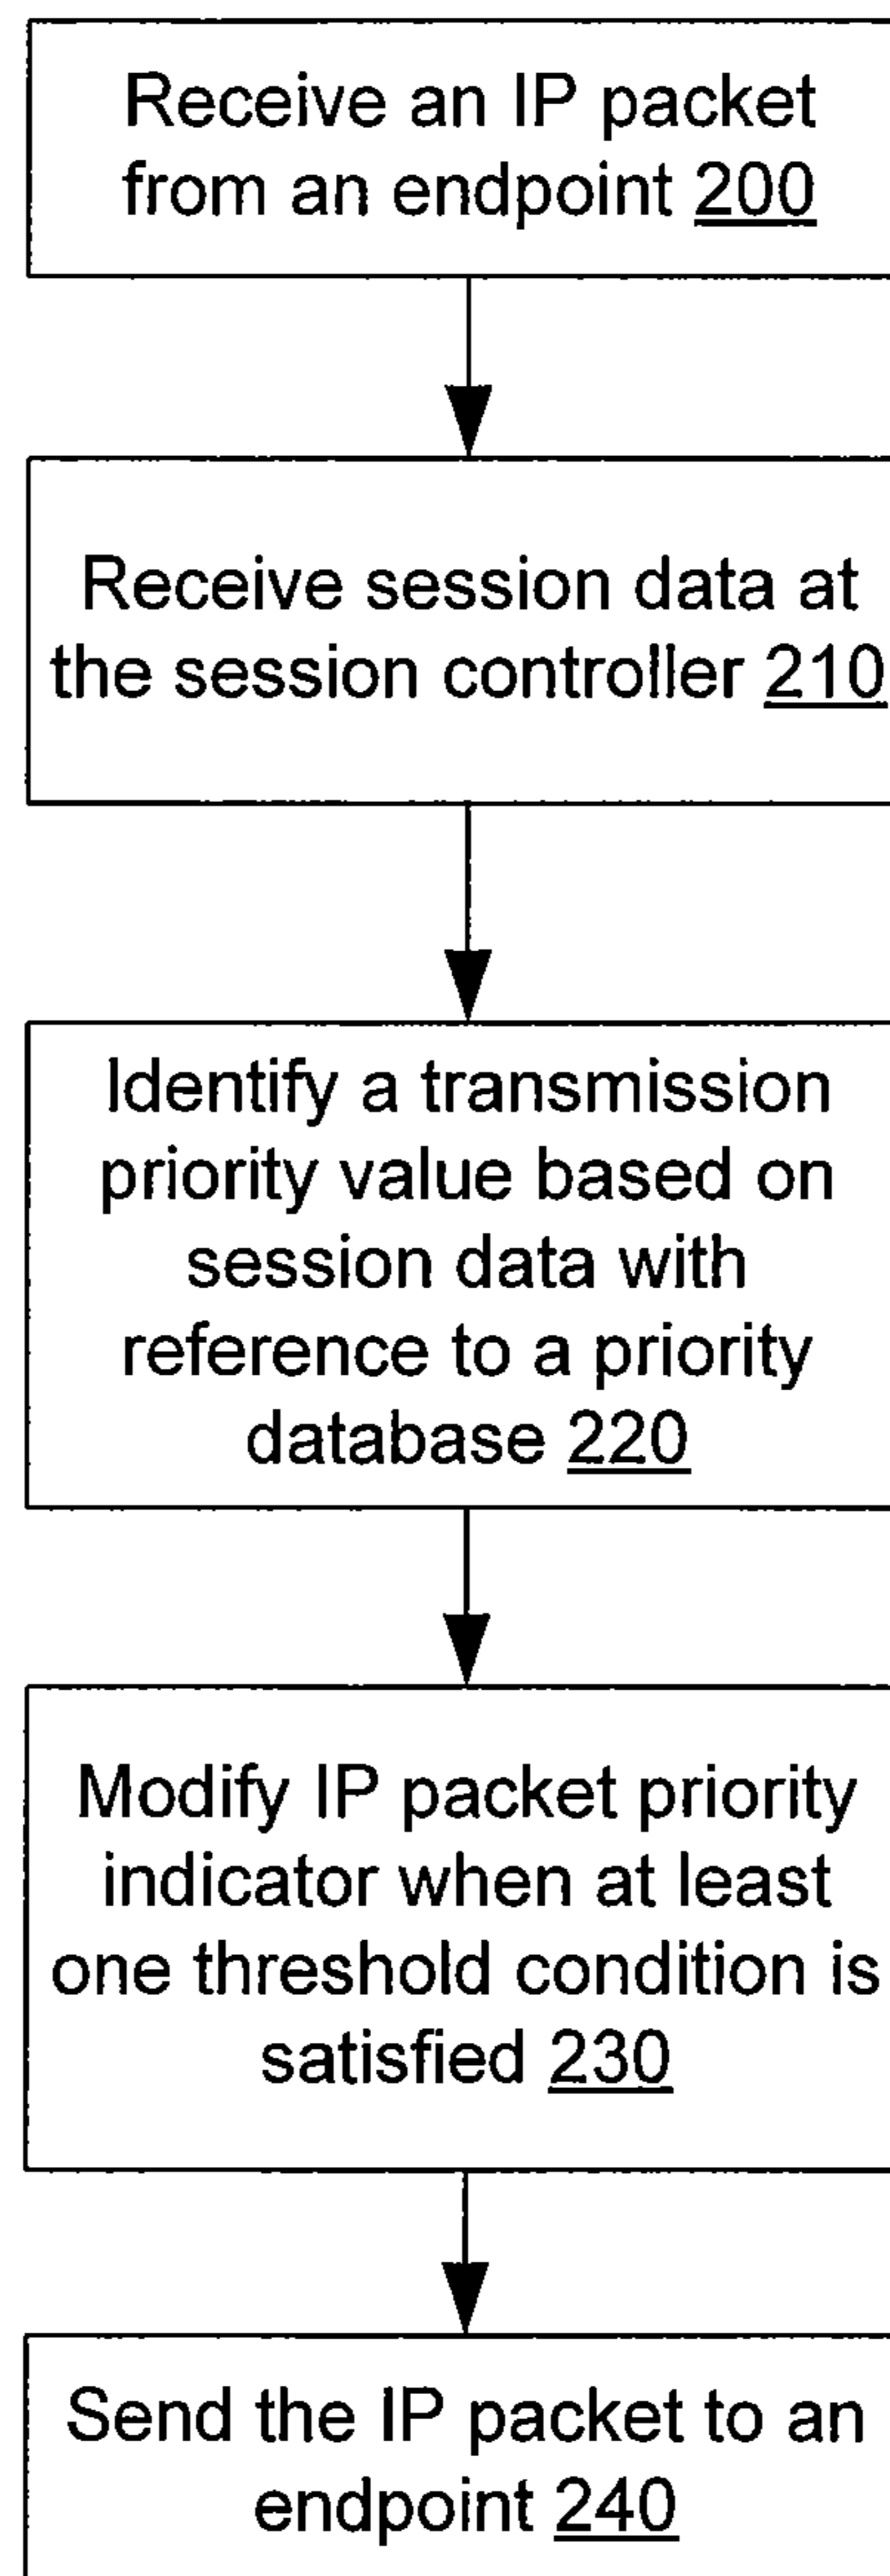 Receive an IP packet
from an endpoint 200
Receive session data at
the session controller 210
Identify a transmission
priority value based on
session data with
reference to a priority
database 220
Modify IP packet priority
indicator when at least
one threshold condition is
satisfied 230
Send the IP packet to an
endpoint 240